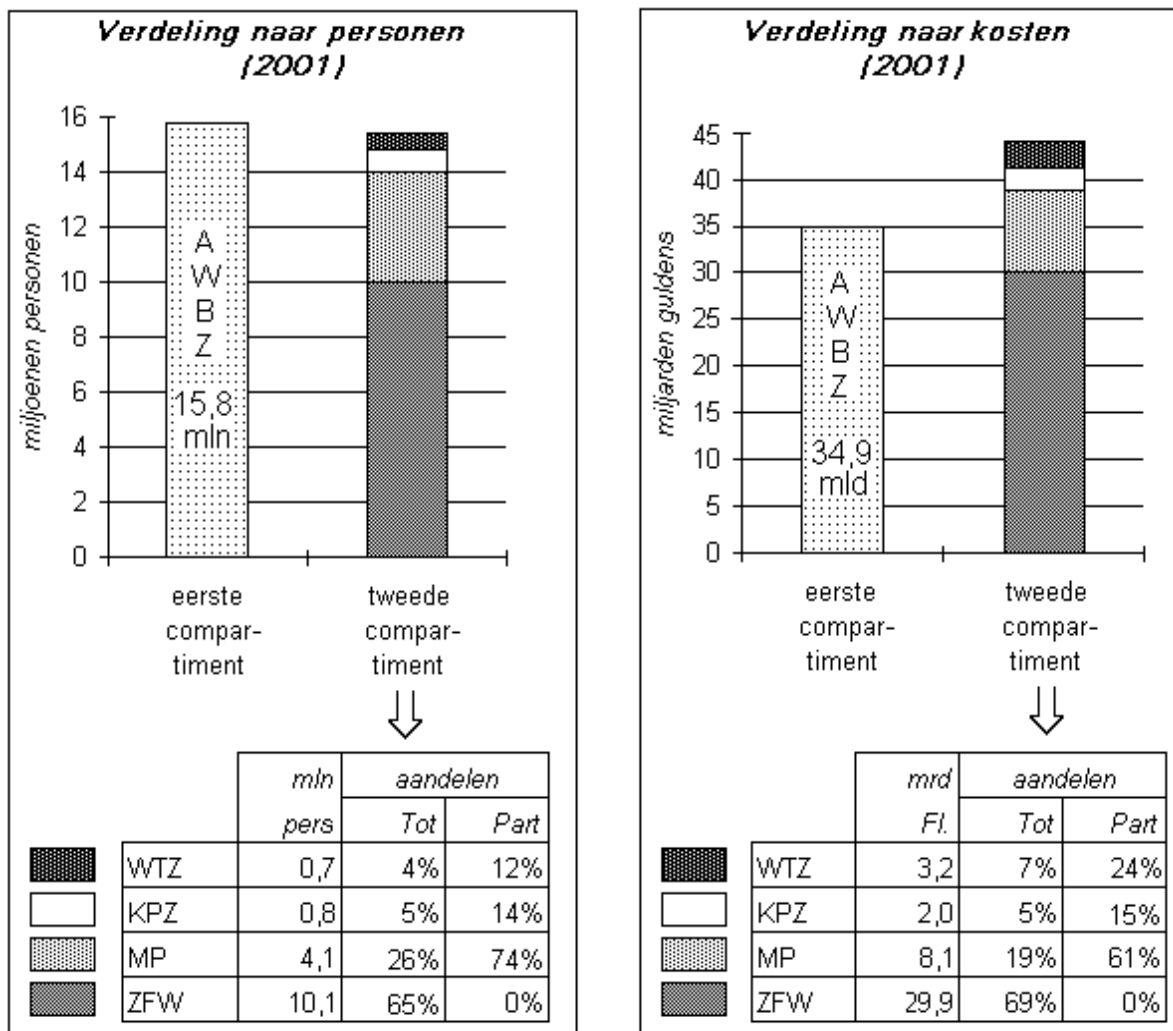 Verdeling naar personen
(2001)
miljoenen personen
16
14
12
10
8
6
4
2
0
A
W
B
Z
15,8
mln
eerste
compar-
timent
tweede
compar-
timent
mln aandelen
pers Tot Part
WTZ 0,7 4% 12%
KPZ 0,8 5% 14%
MP 4,1 26% 74%
ZFW 10,1 65% 0%
Verdeling naar kosten
(2001)
miljarden guldens
45
40
35
30
25
20
15
10
5
0
A
W
B
Z
34,9
mld
eerste
compar-
timent
tweede
compar-
timent
mrd aandelen
Fl. Tot Part
WTZ 3,2 7% 24%
KPZ 2,0 5% 15%
MP 8,1 19% 61%
ZFW 29,9 69% 0%